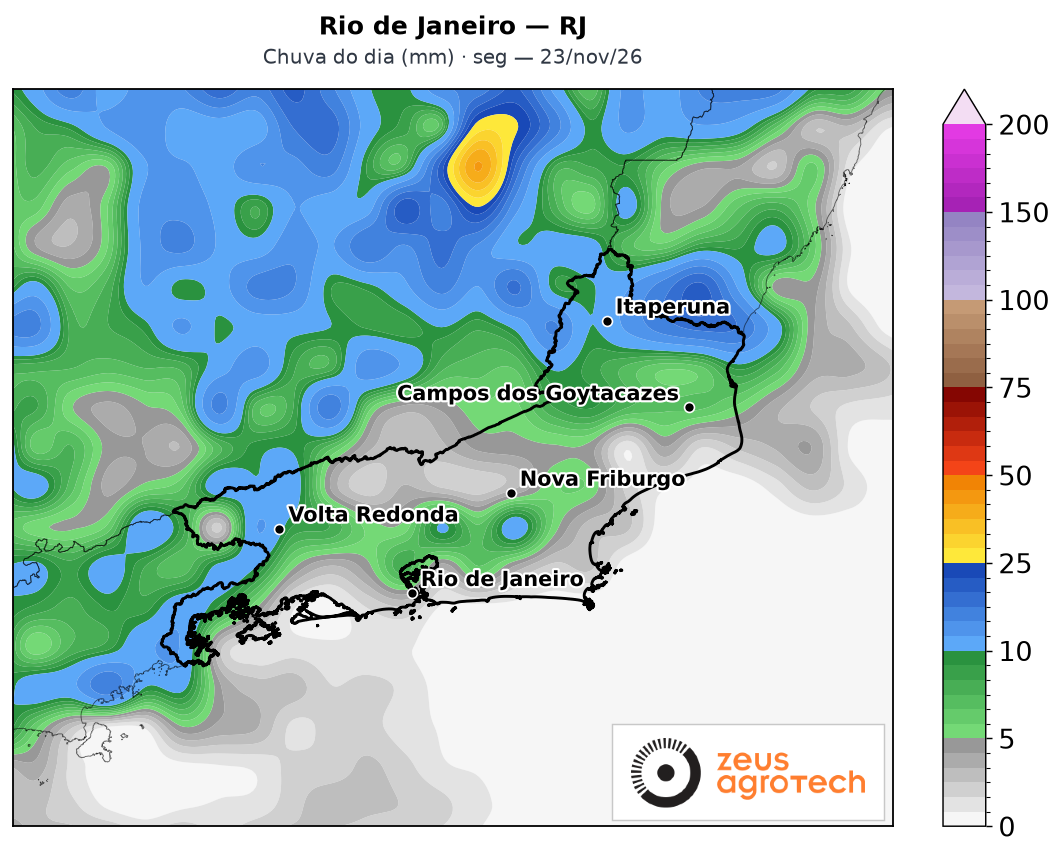 Rio de Janeiro — RJ
Chuva do dia (mm) · seg — 23/nov/26
Itaperuna
Campos dos Goytacazes
Nova Friburgo
Volta Redonda
Rio de Janeiro
200
150
100
75
50
25
10
5
0
zeus
agrotech